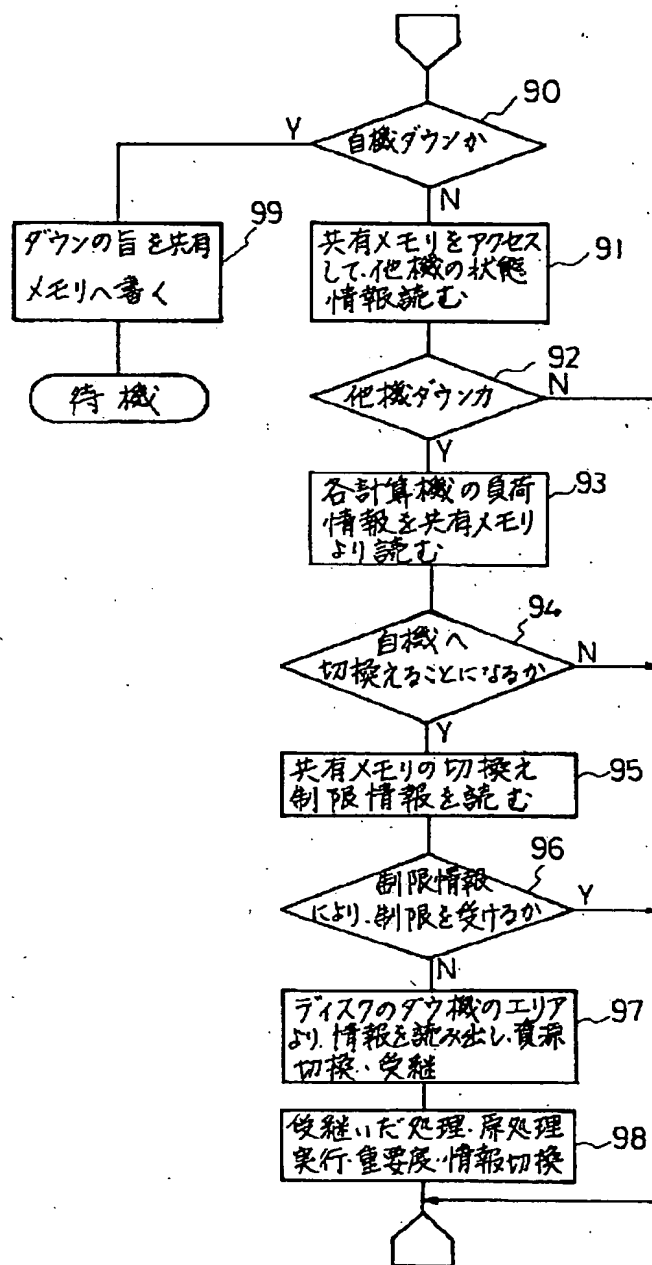 90
Y
自機ダウンか
N
99
ダウンの旨を共有
メモリへ書く
91
共有メモリをアクセス
して、他機の状態
情報読む
待機
92
他機ダウンカ
N
Y
93
各計算機の負荷
情報を共有メモリ
より読む
94
自機へ
切換えることになるか
N
Y
95
共有メモリの切換え
制限情報を読む
96
制限情報
により、制限を受けるか
Y
N
97
ディスクのダウ機のエリア
より、情報を読み出し、資源
切換・受継
98
受継いだ処理・原処理
実行・重要度・情報切換